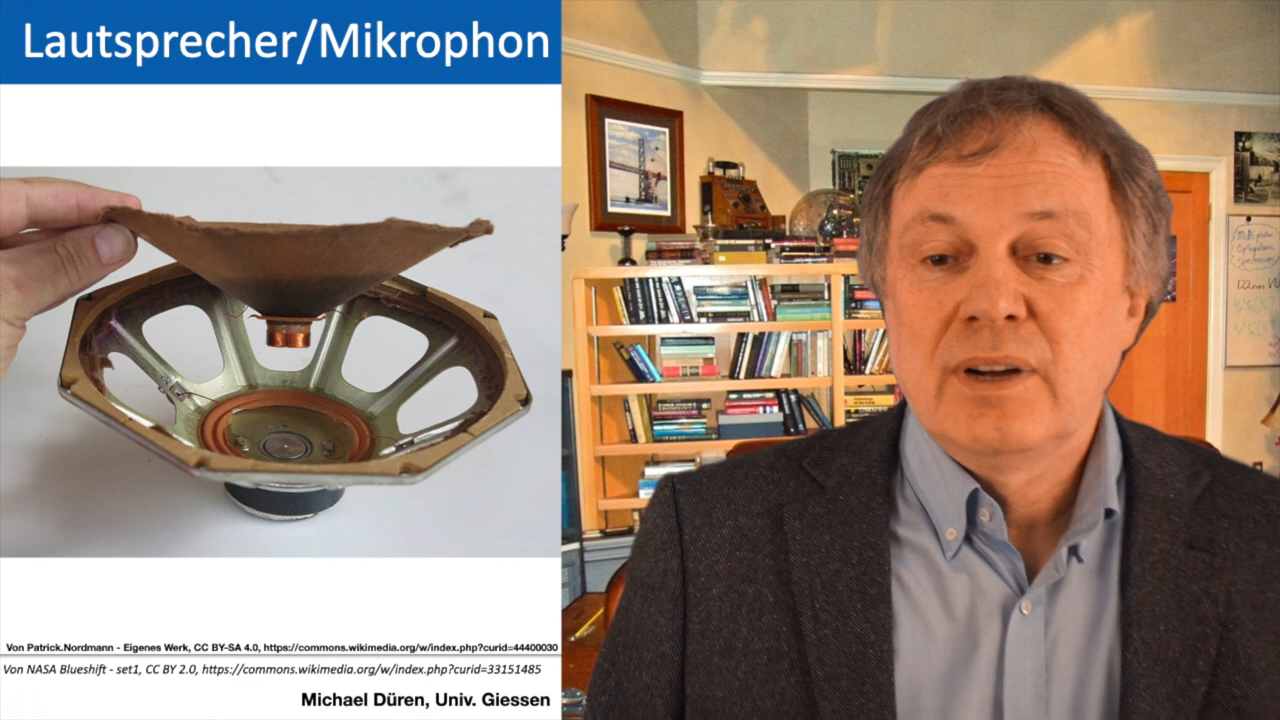 Lautsprecher/Mikrophon
Von Patrick.Nordmann - Eigenes Werk, CC BY-SA 4.0, https://commons.wikimedia.org/w/index.php?curid=44400030
Von NASA Blueshift - set1, CC BY 2.0, https://commons.wikimedia.org/w/index.php?curid=33151485
Michael Düren, Univ. Giessen
122nm